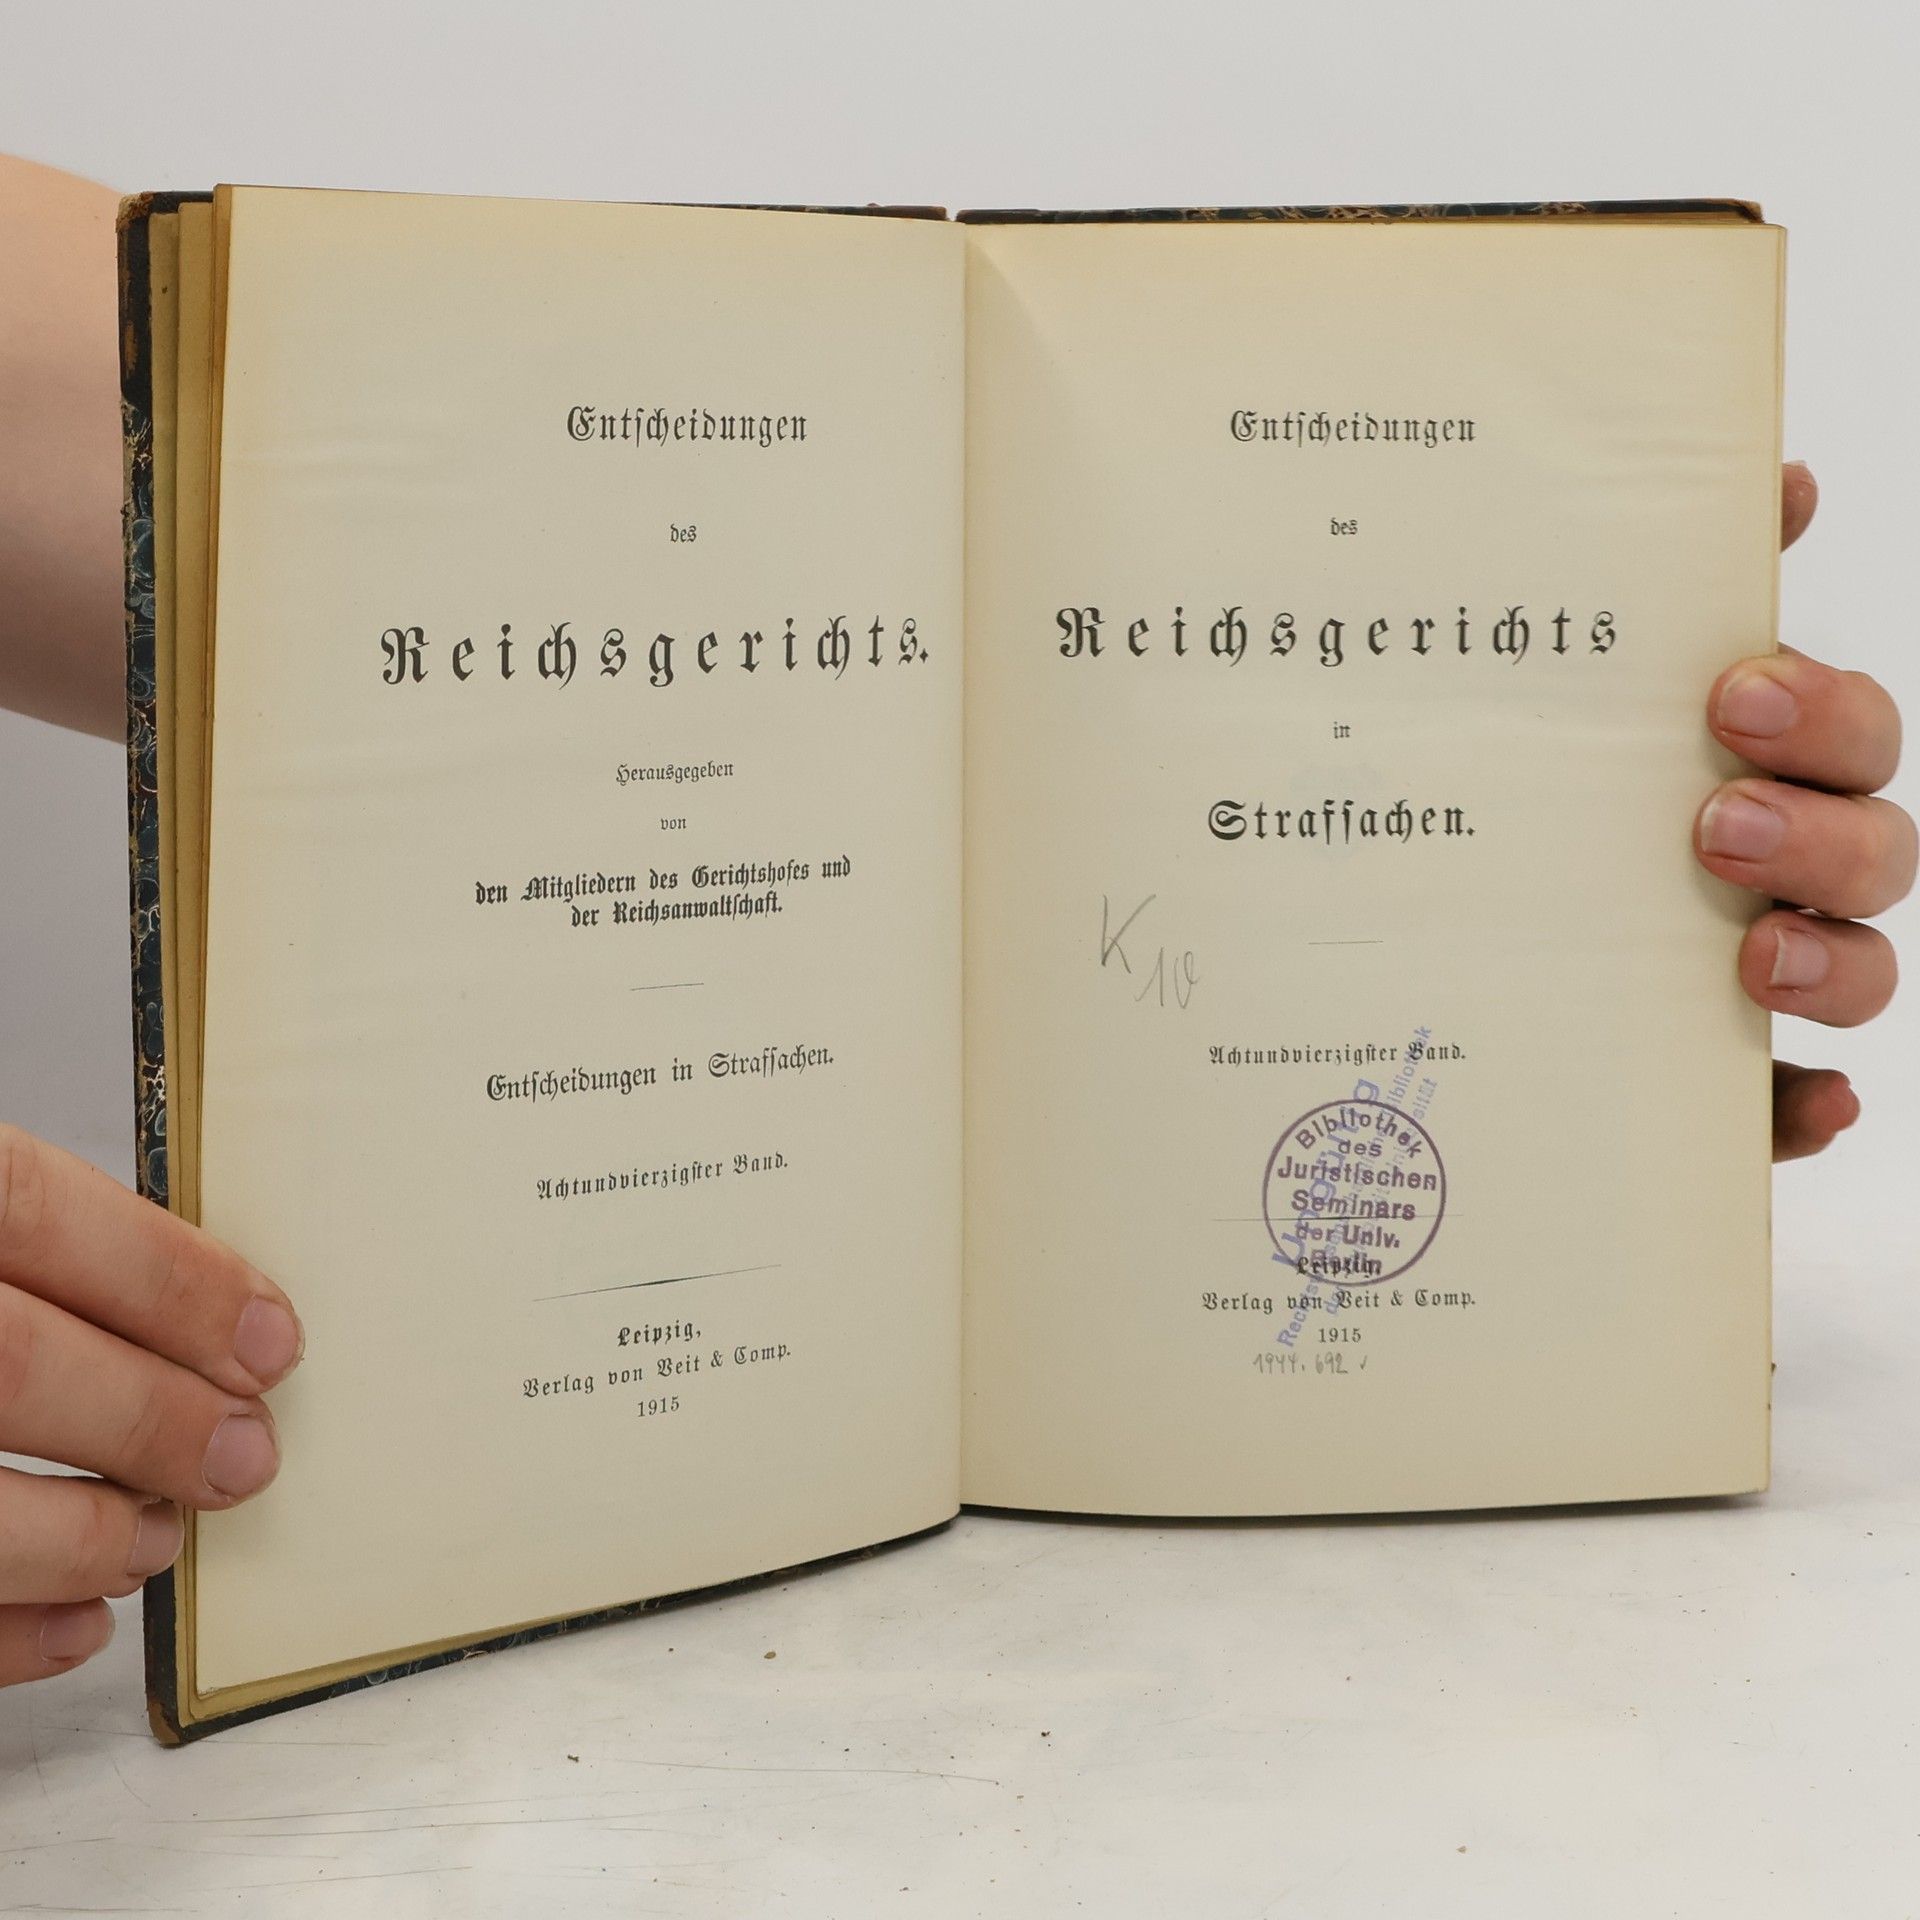 Entscheidungen
des
Reichsgerichts.
Herausgegeben
von
den Mitgliedern des Gerichtshofes und
der Reichsanwaltschaft.
Entscheidungen in Strafsachen.
Achtundvierzigster Band.
Leipzig,
Verlag von Veit & Comp.
1915
Entscheidungen
des
Reichsgerichts
in
Strafsachen.
K
10
Achtundvierzigster Band.
Bibliothek
des
Juristischen
Seminars
der Univ.
Berlin
Ungültig
Leipzig,
Verlag von Veit & Comp.
1915
1944. 692